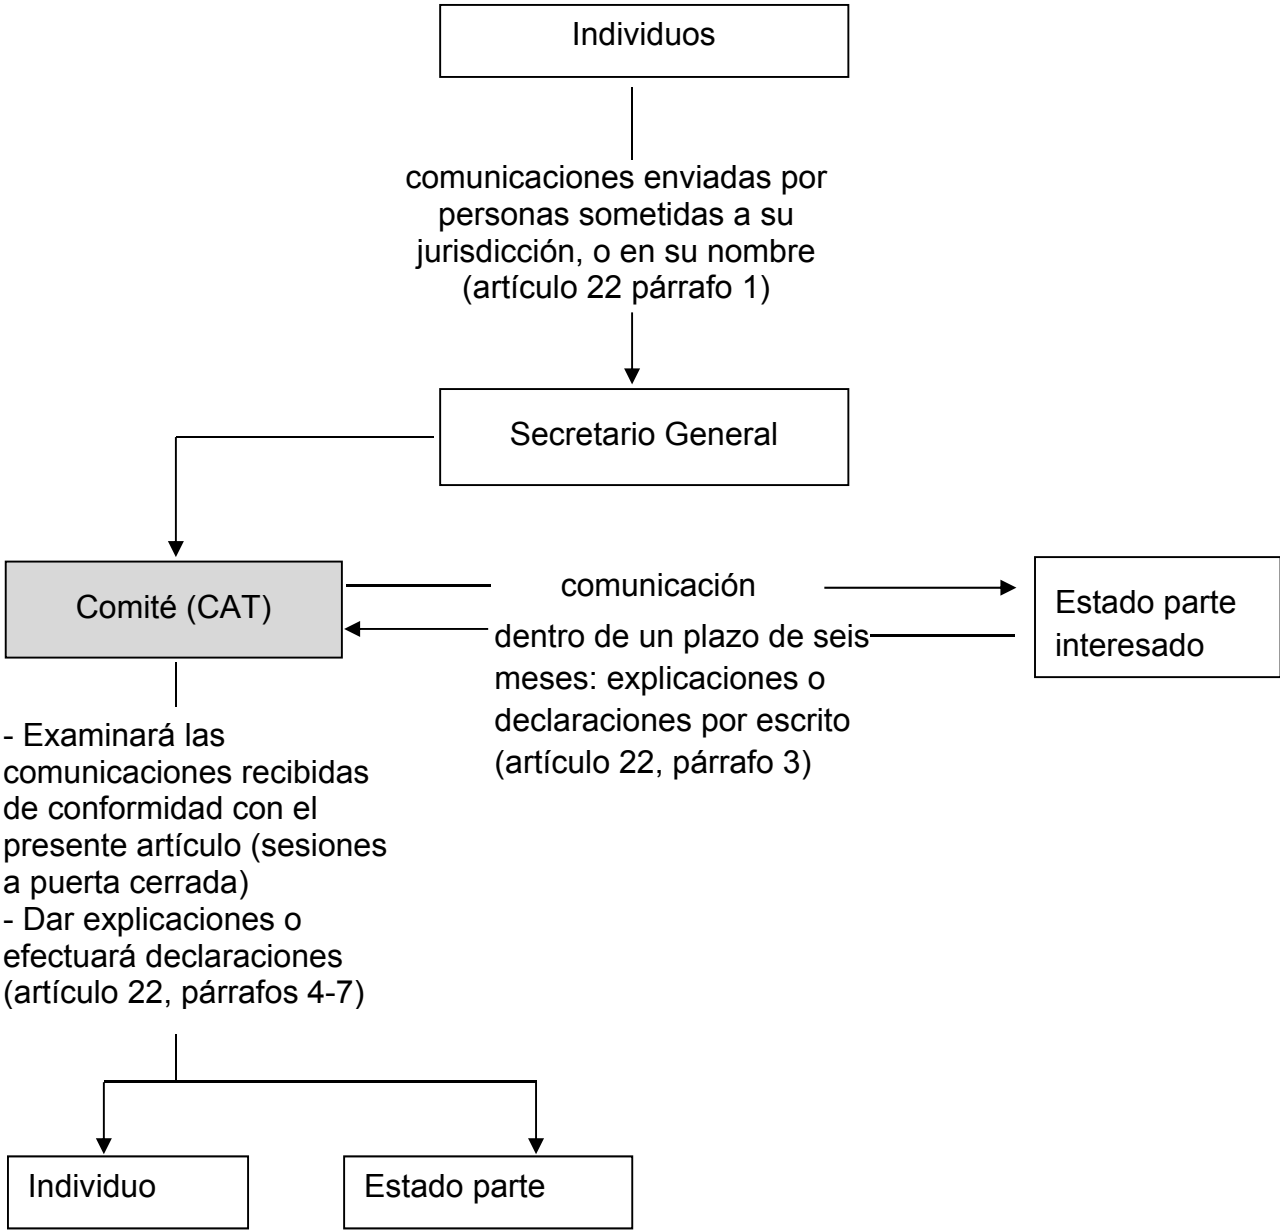 Individuos
comunicaciones enviadas por
personas sometidas a su
jurisdicción, o en su nombre
(artículo 22 párrafo 1)
Secretario General
Comité (CAT)
comunicación
dentro de un plazo de seis
meses: explicaciones o
declaraciones por escrito
(artículo 22, párrafo 3)
Estado parte
interesado
- Examinará las
comunicaciones recibidas
de conformidad con el
presente artículo (sesiones
a puerta cerrada)
- Dar explicaciones o
efectuará declaraciones
(artículo 22, párrafos 4-7)
Individuo
Estado parte